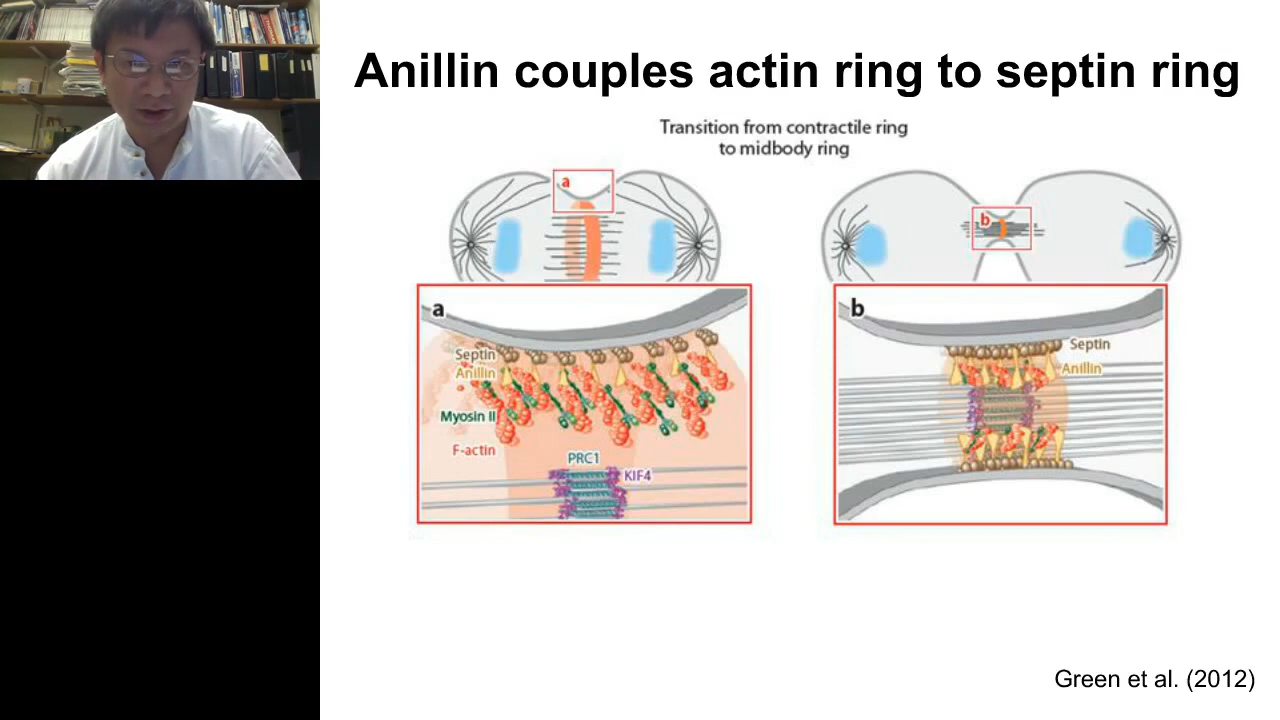 Anillin couples actin ring to septin ring
Transition from contractile ring
to midbody ring
a
b
a
Septin
Anillin
Myosin II
F-actin
PRC1
KIF4
b
Septin
Anillin
Green et al. (2012)